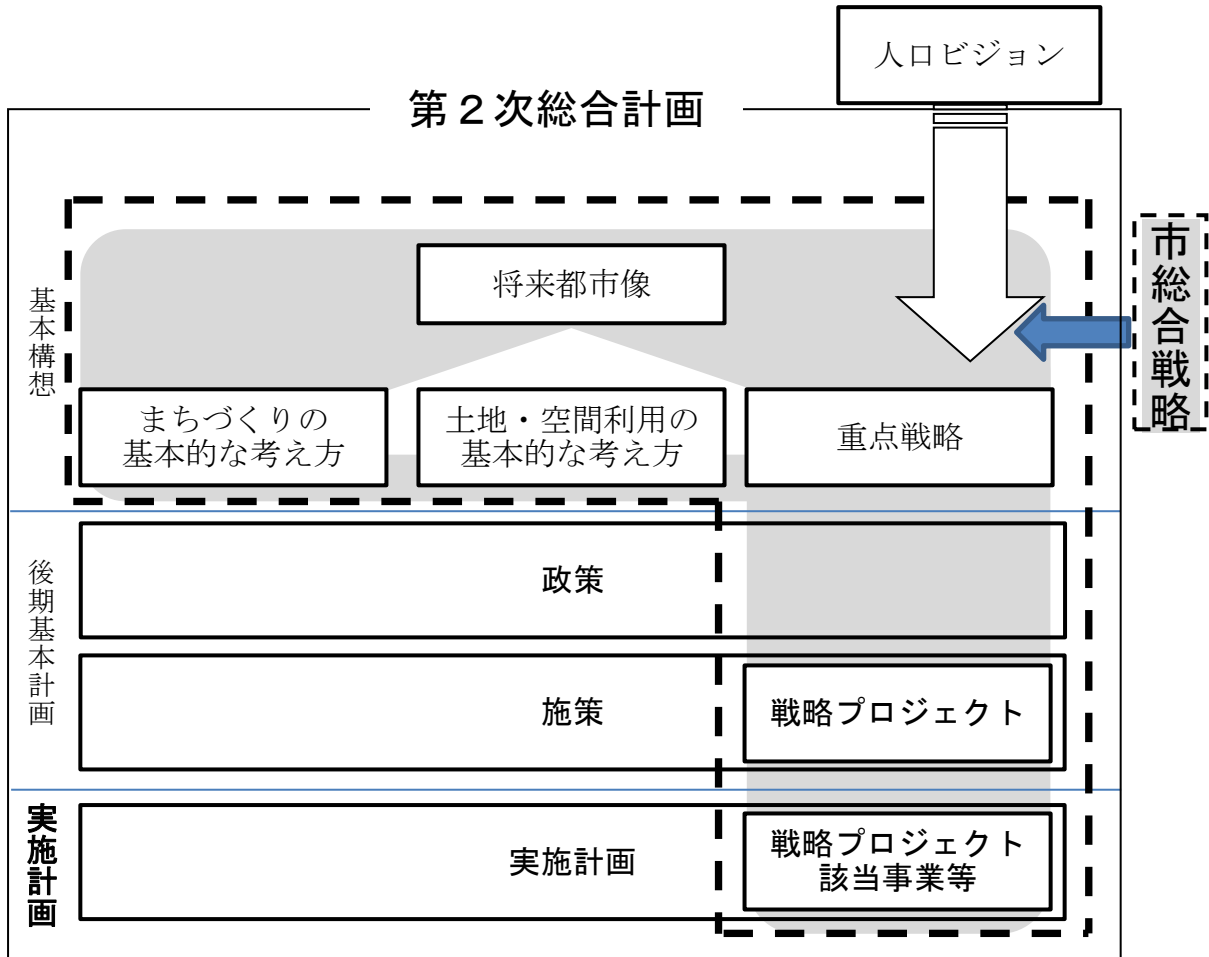 人口ビジョン
第２次総合計画
市総合戦略
基本構想
将来都市像
まちづくりの
基本的な考え方
土地・空間利用の
基本的な考え方
重点戦略
後期基本計画
政策
施策
戦略プロジェクト
実施計画
実施計画
戦略プロジェクト
該当事業等